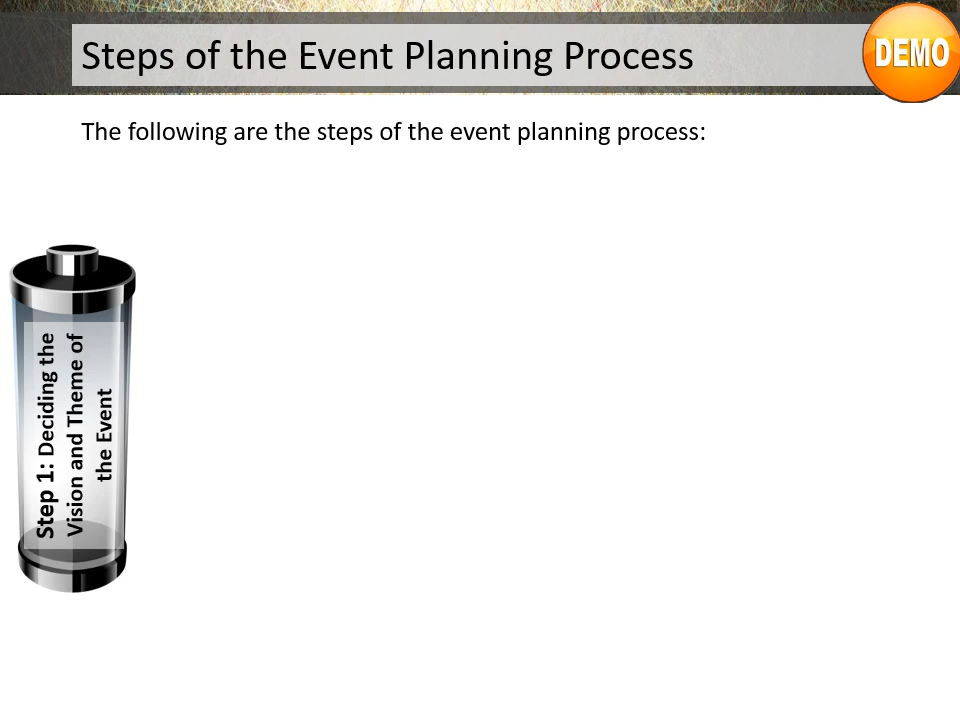 Steps of the Event Planning Process
DEMO
The following are the steps of the event planning process:
Step 1: Deciding the
Vision and Theme of
the Event